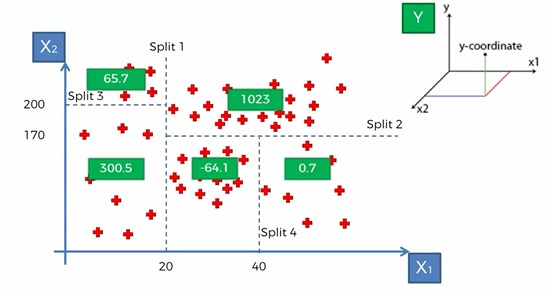 Y
y
y-coordinate
x1
x2
X2
Split 1
65.7
Split 3
200
1023
170
Split 2
300.5
-64.1
0.7
Split 4
20
40
X1